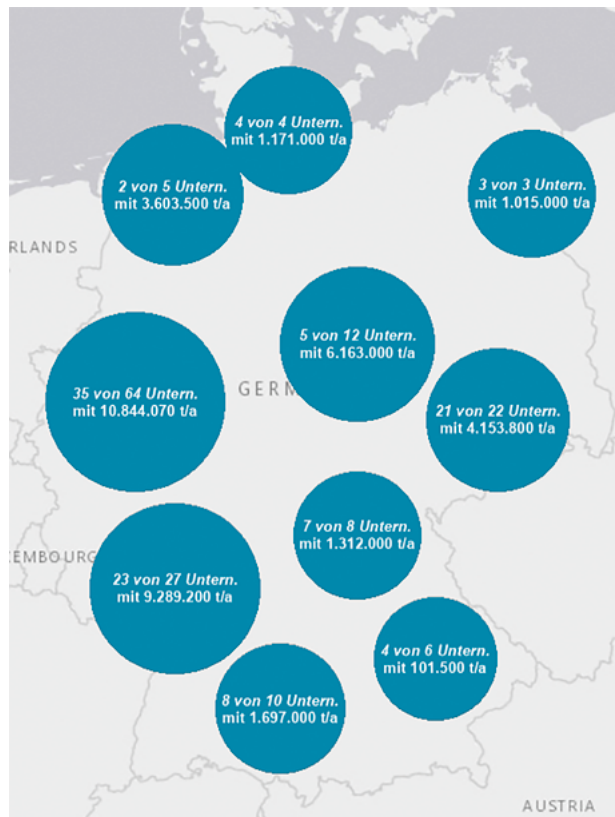 4 von 4 Untern.
mit 1.171.000 t/a
2 von 5 Untern.
mit 3.603.500 t/a
3 von 3 Untern.
mit 1.015.000 t/a
RLANDS
5 von 12 Untern.
mit 6.163.000 t/a
35 von 64 Untern.
mit 10.844.070 t/a
GERM
21 von 22 Untern.
mit 4.153.800 t/a
7 von 8 Untern.
mit 1.312.000 t/a
XEMBOURG
23 von 27 Untern.
mit 9.289.200 t/a
4 von 6 Untern.
mit 101.500 t/a
8 von 10 Untern.
mit 1.697.000 t/a
AUSTRIA